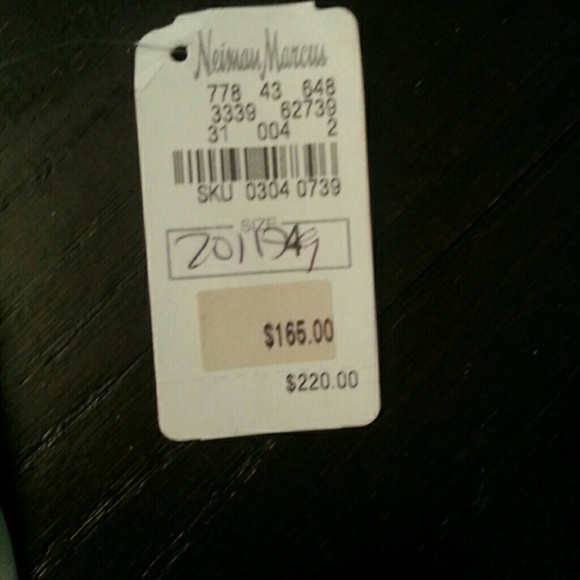 Neiman Marcus
778 43 648
3339 62739
31 004 2
SKU 0304 0739
SIZE
$165.00
$220.00